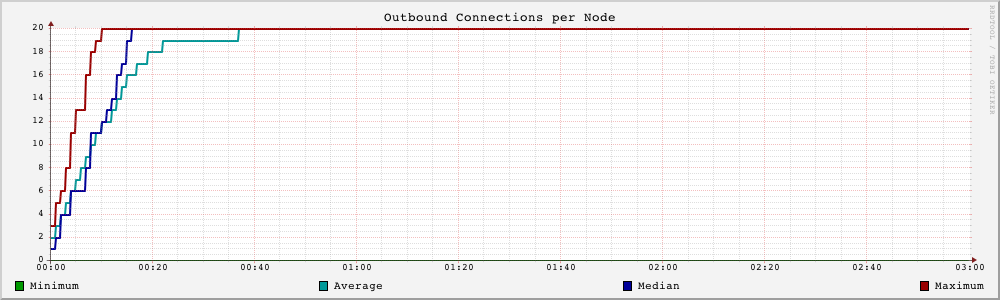 Outbound Connections per Node
RRDTOOL / TOBI OETIKER
20
18
16
14
12
10
8
6
4
2
0
00:00 00:20 00:40 01:00 01:20 01:40 02:00 02:20 02:40 03:00
Minimum Average Median Maximum